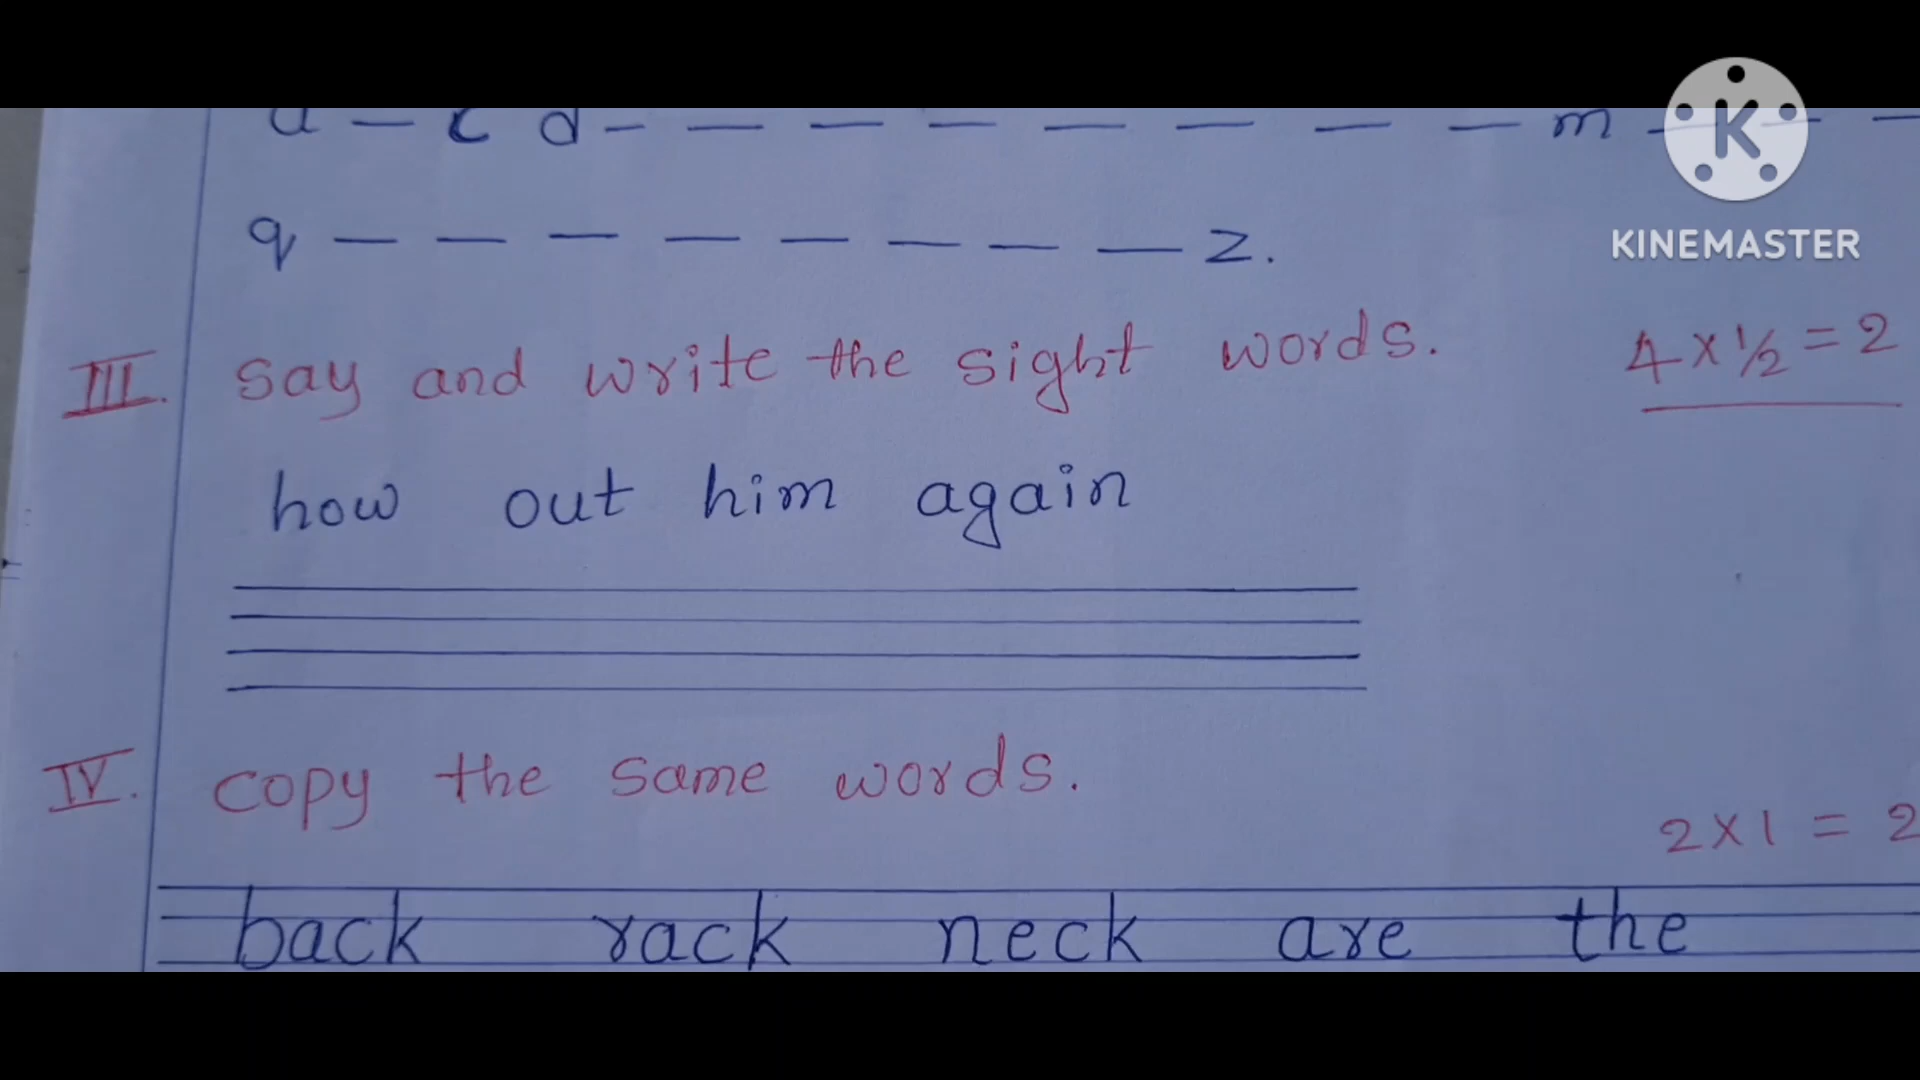 a — c d — — — — — — — — m — — —
q — — — — — — — — z.
KINEMASTER
III. Say and write the sight words. 4 x ½ = 2
how out him again
IV. Copy the same words. 2 x 1 = 2
back rack neck are the